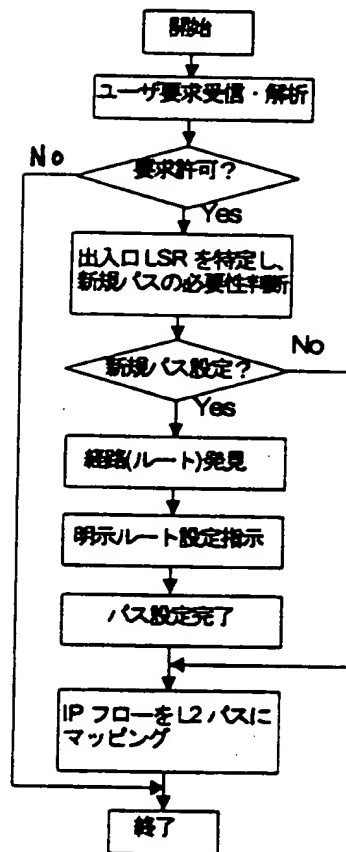 開始
ユーザ要求受信・解析
No
要求許可?
Yes
出入口LSRを特定し、
新規パスの必要性判断
No
新規パス設定?
Yes
経路(ルート)発見
明示ルート設定指示
パス設定完了
IPフローをL2パスに
マッピング
終了